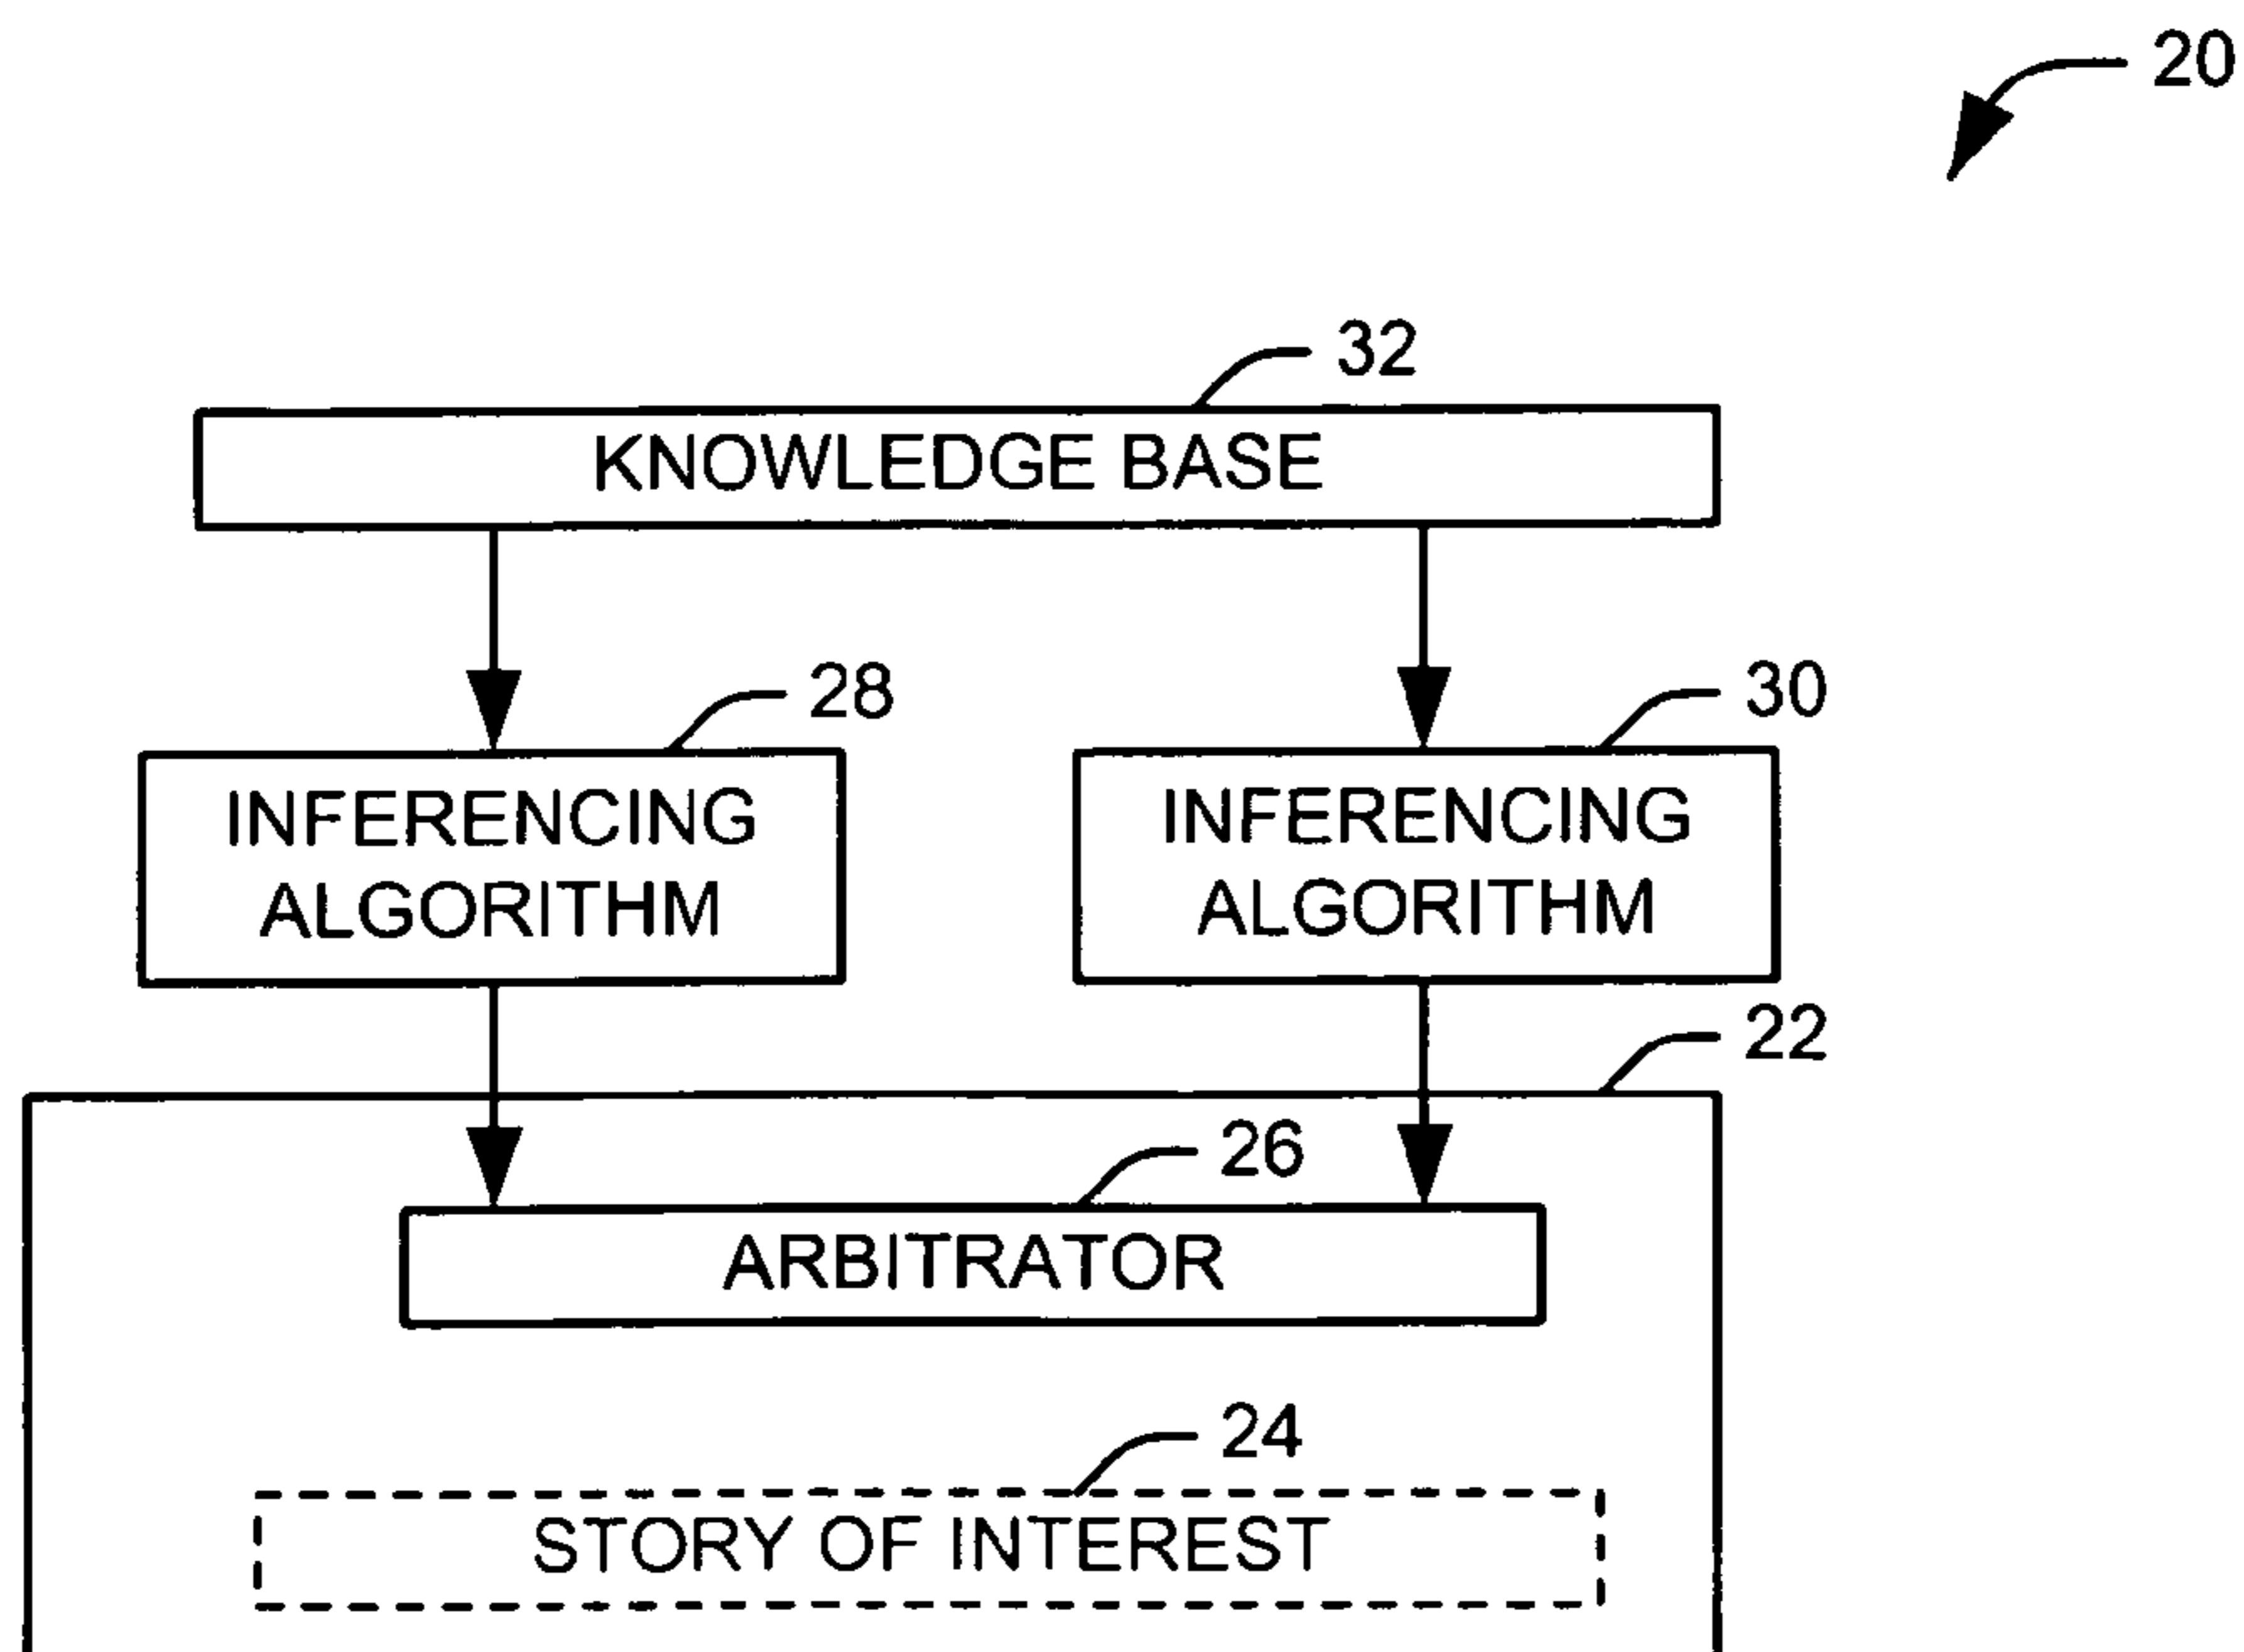 20
32
KNOWLEDGE BASE
28
30
INFERENCING
ALGORITHM
INFERENCING
ALGORITHM
22
26
ARBITRATOR
24
STORY OF INTEREST